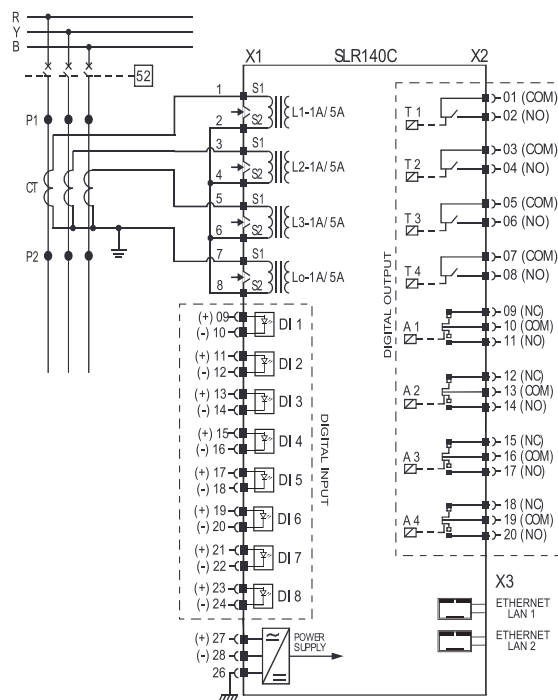 R
Y
B
52
P1
CT
P2
X1
SLR140C
X2
1
S1
L1-1A/ 5A
2
S2
3
S1
L2-1A/ 5A
4
S2
5
S1
L3-1A/ 5A
6
S2
7
S1
Lo-1A/ 5A
8
S2
(+) 09
(-) 10
DI 1
(+) 11
(-) 12
DI 2
(+) 13
(-) 14
DI 3
(+) 15
(-) 16
DI 4
(+) 17
(-) 18
DI 5
(+) 19
(-) 20
DI 6
(+) 21
(-) 22
DI 7
(+) 23
(-) 24
DI 8
DIGITAL INPUT
(+) 27
(-) 28
26
POWER
SUPPLY
DIGITAL OUTPUT
T 1
01 (COM)
02 (NO)
T 2
03 (COM)
04 (NO)
T 3
05 (COM)
06 (NO)
T 4
07 (COM)
08 (NO)
A 1
09 (NC)
10 (COM)
11 (NO)
A 2
12 (NC)
13 (COM)
14 (NO)
A 3
15 (NC)
16 (COM)
17 (NO)
A 4
18 (NC)
19 (COM)
20 (NO)
X3
ETHERNET
LAN 1
ETHERNET
LAN 2